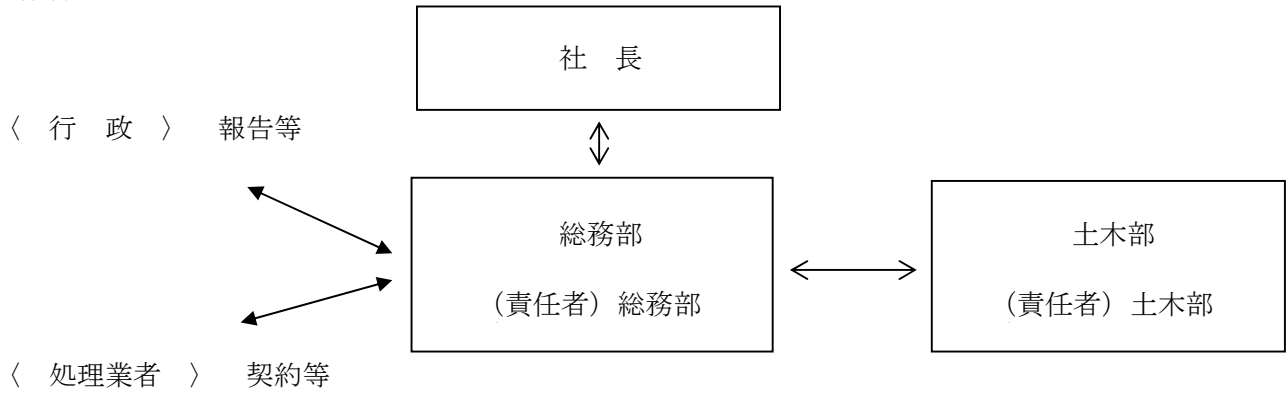 社　長
〈　行　政　〉　報告等
総務部
（責任者）総務部
土木部
（責任者）土木部
〈　処理業者　〉　契約等